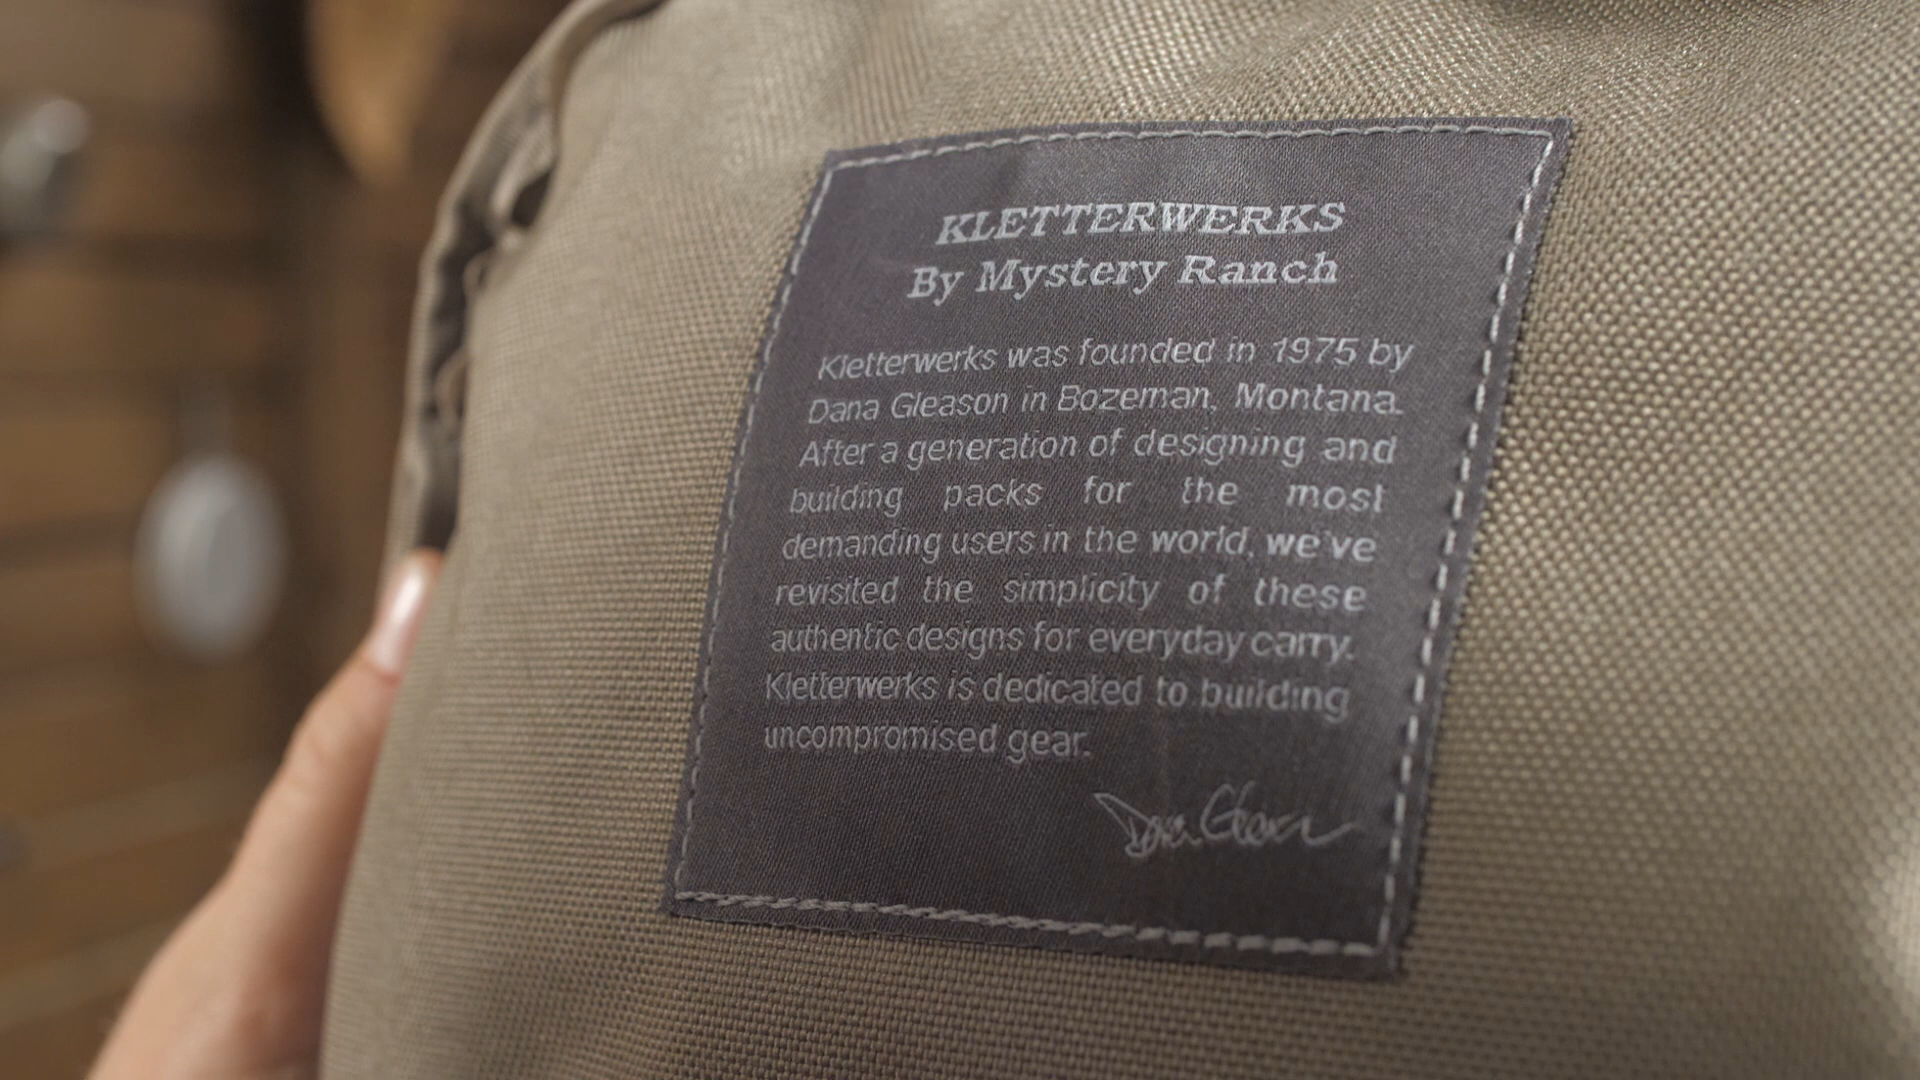 KLETTERWERKS
By Mystery Ranch
Kletterwerks was founded in 1975 by
Dana Gleason in Bozeman, Montana.
After a generation of designing and
building packs for the most
demanding users in the world, we've
revisited the simplicity of these
authentic designs for everyday carry.
Kletterwerks is dedicated to building
uncompromised gear.
Dana Gleason